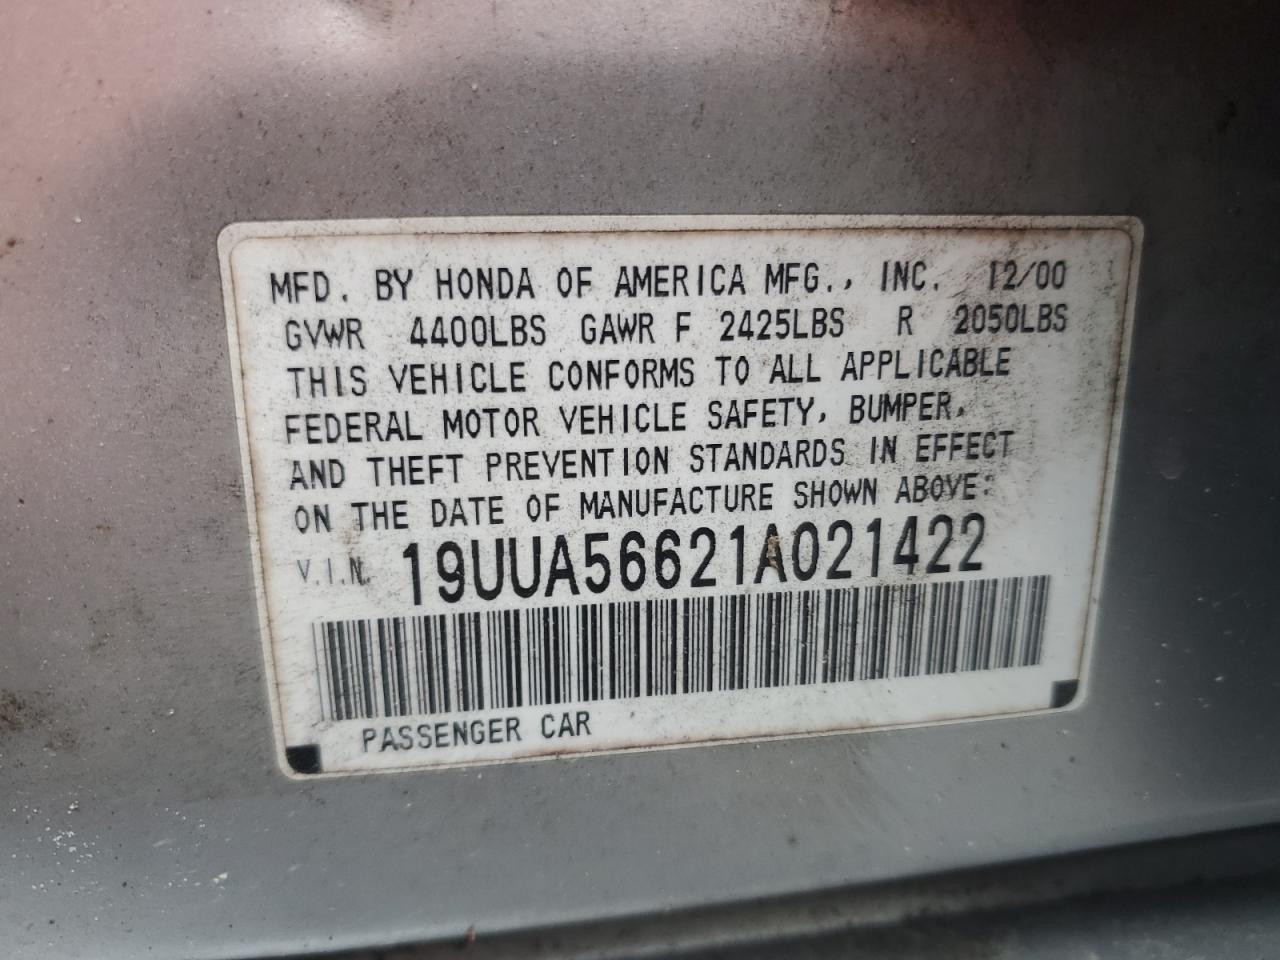 MFD. BY HONDA OF AMERICA MFG., INC. 12/00
GVWR 4400LBS GAWR F 2425LBS R 2050LBS
THIS VEHICLE CONFORMS TO ALL APPLICABLE
FEDERAL MOTOR VEHICLE SAFETY, BUMPER,
AND THEFT PREVENTION STANDARDS IN EFFECT
ON THE DATE OF MANUFACTURE SHOWN ABOVE:
V.I.N. 19UUA56621A021422
PASSENGER CAR